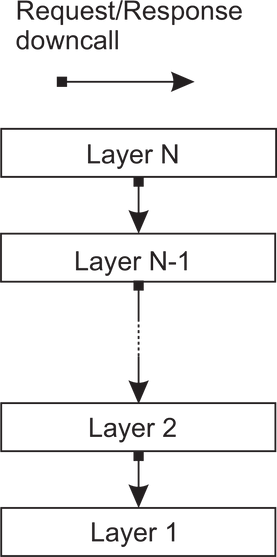 Request/Response
downcall
Layer N
Layer N-1
Layer 2
Layer 1